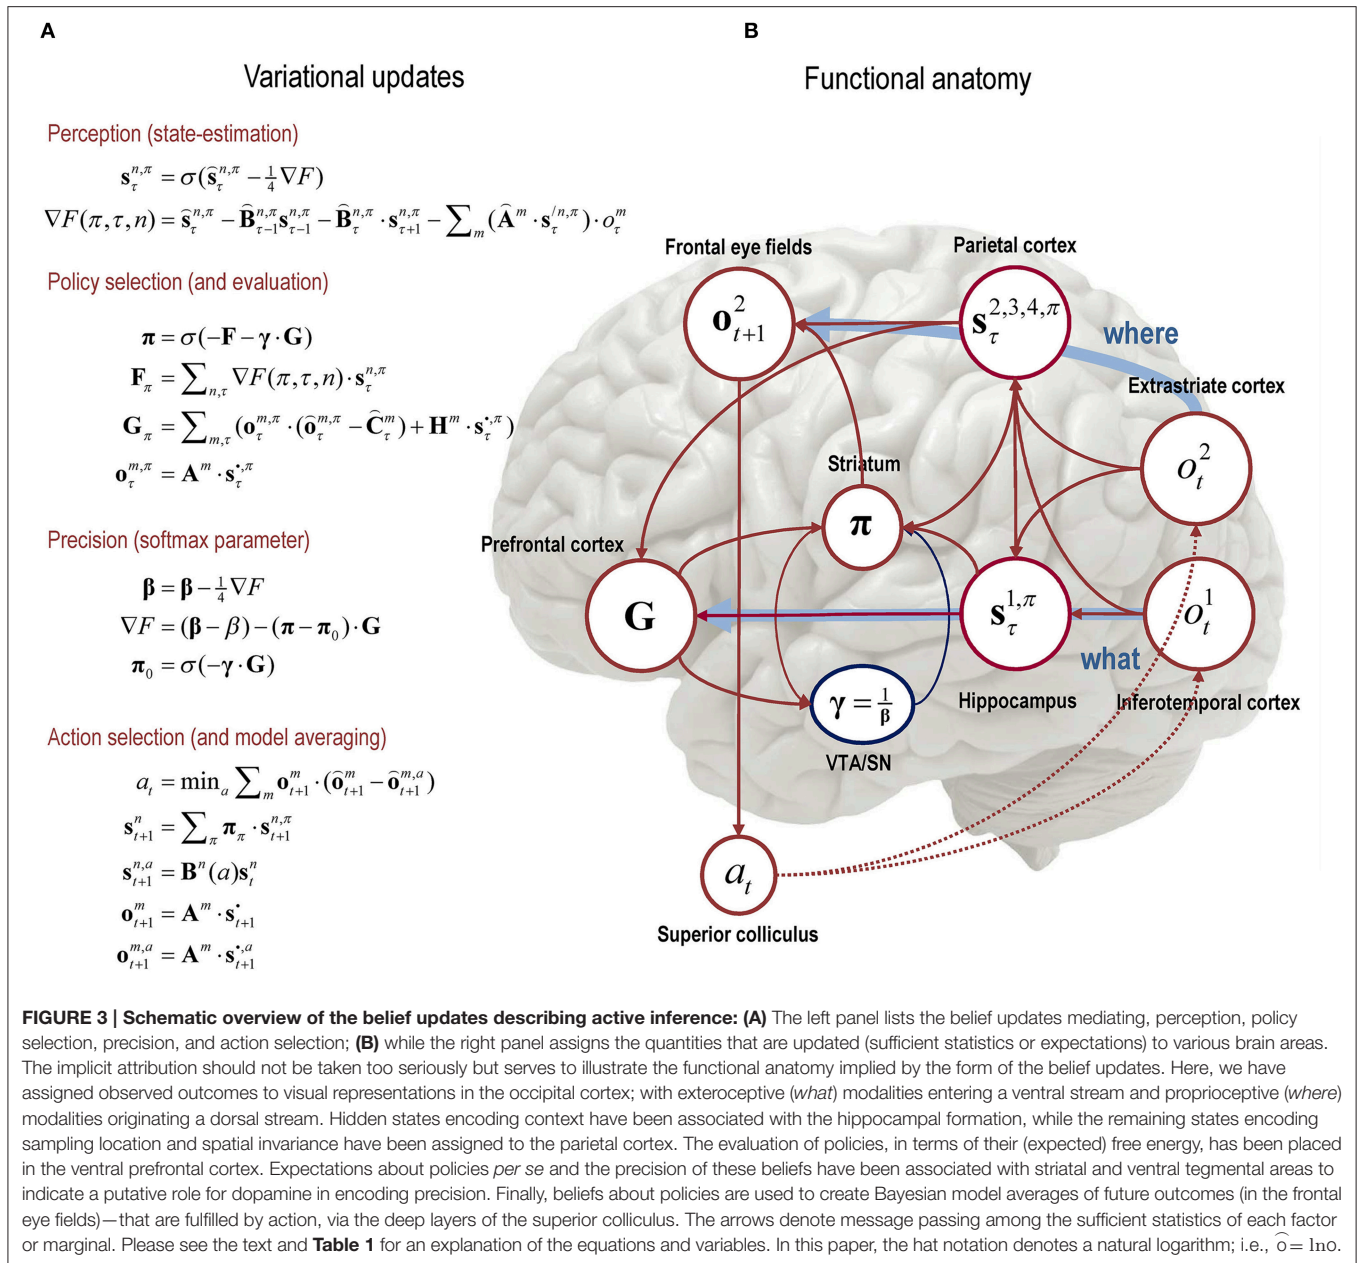 A
Variational updates
Perception (state-estimation)
𝐬_τ^{n,π} = σ(ŝ_τ^{n,π} − ¼∇F)
∇F(π,τ,n) = ŝ_τ^{n,π} − B̂_{τ−1}^{n,π} 𝐬_{τ−1}^{n,π} − B̂_τ^{n,π} · 𝐬_{τ+1}^{n,π} − ∑_m (Â^m · 𝐬_τ^{/n,π}) · o_τ^m
Policy selection (and evaluation)
π = σ(−F − γ · G)
F_π = ∑_{n,τ} ∇F(π,τ,n) · 𝐬_τ^{n,π}
G_π = ∑_{m,τ} (𝐨_τ^{m,π} · (ô_τ^{m,π} − Ĉ_τ^m) + H^m · 𝐬_τ^{•,π})
𝐨_τ^{m,π} = A^m · 𝐬_τ^{•,π}
Precision (softmax parameter)
β = β − ¼∇F
∇F = (β − β) − (π − π_0) · G
π_0 = σ(−γ · G)
Action selection (and model averaging)
a_t = min_a ∑_m 𝐨_{t+1}^m · (ô_{t+1}^m − ô_{t+1}^{m,a})
𝐬_{t+1}^n = ∑_π π_π · 𝐬_{t+1}^{n,π}
𝐬_{t+1}^{n,a} = B^n(a)𝐬_t^n
𝐨_{t+1}^m = A^m · 𝐬_{t+1}^•
𝐨_{t+1}^{m,a} = A^m · 𝐬_{t+1}^{•,a}
B
Functional anatomy
Frontal eye fields
𝐨_{t+1}^2
Parietal cortex
𝐬_τ^{2,3,4,π}
where
Extrastriate cortex
o_t^2
Striatum
π
Prefrontal cortex
G
𝐬_τ^{1,π}
Hippocampus
o_t^1
what
Inferotemporal cortex
γ = 1/β
VTA/SN
a_t
Superior colliculus
FIGURE 3 | Schematic overview of the belief updates describing active inference: (A) The left panel lists the belief updates mediating, perception, policy
selection, precision, and action selection; (B) while the right panel assigns the quantities that are updated (sufficient statistics or expectations) to various brain areas.
The implicit attribution should not be taken too seriously but serves to illustrate the functional anatomy implied by the form of the belief updates. Here, we have
assigned observed outcomes to visual representations in the occipital cortex; with exteroceptive (what) modalities entering a ventral stream and proprioceptive (where)
modalities originating a dorsal stream. Hidden states encoding context have been associated with the hippocampal formation, while the remaining states encoding
sampling location and spatial invariance have been assigned to the parietal cortex. The evaluation of policies, in terms of their (expected) free energy, has been placed
in the ventral prefrontal cortex. Expectations about policies per se and the precision of these beliefs have been associated with striatal and ventral tegmental areas to
indicate a putative role for dopamine in encoding precision. Finally, beliefs about policies are used to create Bayesian model averages of future outcomes (in the frontal
eye fields)—that are fulfilled by action, via the deep layers of the superior colliculus. The arrows denote message passing among the sufficient statistics of each factor
or marginal. Please see the text and Table 1 for an explanation of the equations and variables. In this paper, the hat notation denotes a natural logarithm; i.e., ô = lno.